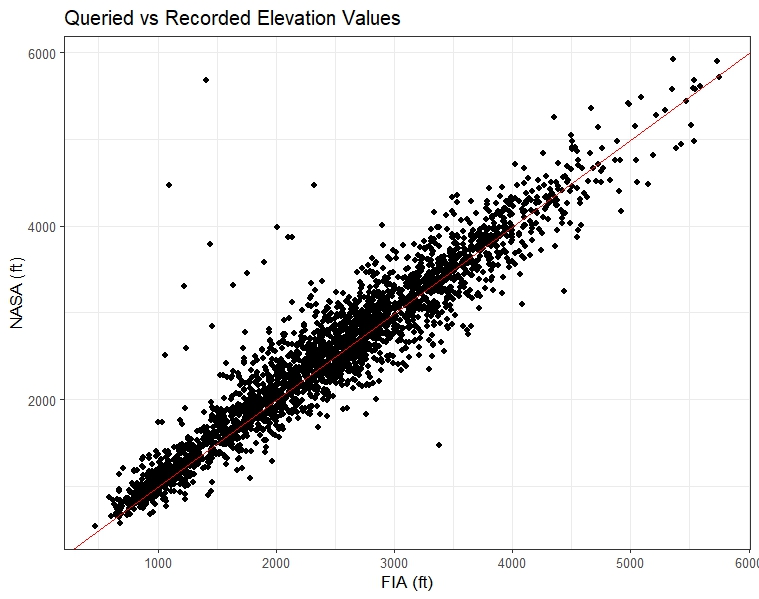 Queried vs Recorded Elevation Values
6000
4000
2000
NASA (ft)
1000 2000 3000 4000 5000 6000
FIA (ft)